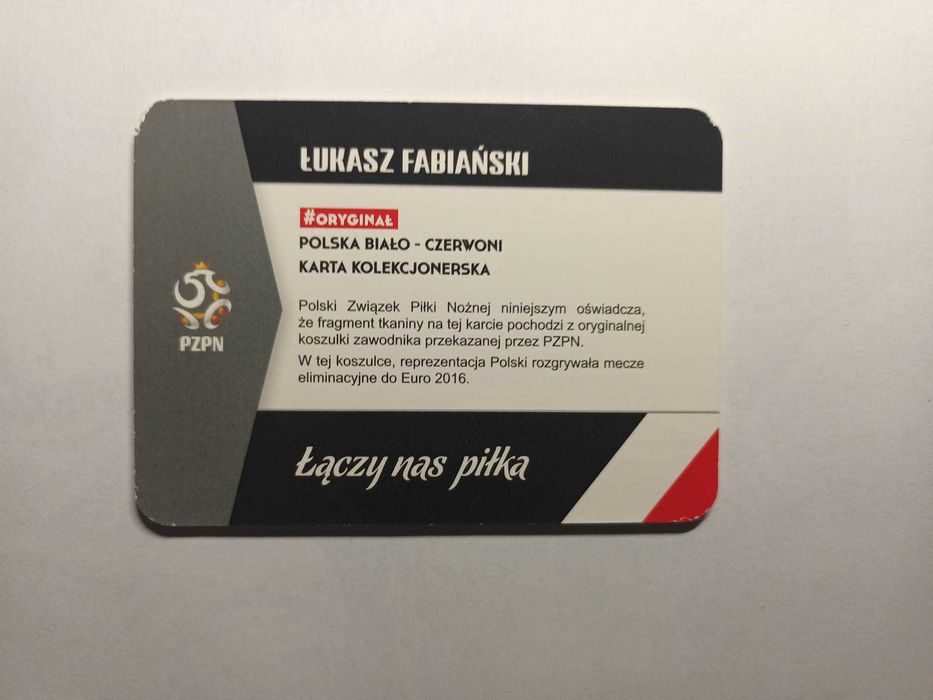 ŁUKASZ FABIAŃSKI
#ORYGINAŁ
POLSKA BIAŁO - CZERWONI
KARTA KOLEKCJONERSKA
Polski Związek Piłki Nożnej niniejszym oświadcza,
że fragment tkaniny na tej karcie pochodzi z oryginalnej
koszulki zawodnika przekazanej przez PZPN.
W tej koszulce, reprezentacja Polski rozgrywała mecze
eliminacyjne do Euro 2016.
PZPN
Łączy nas piłka